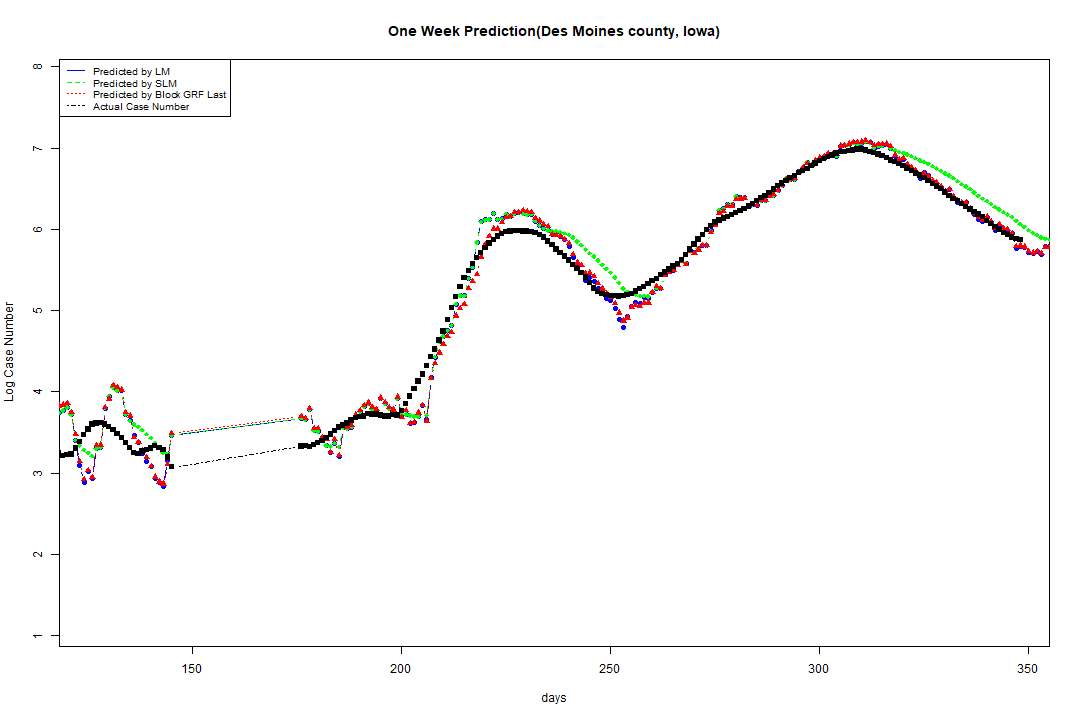 One Week Prediction(Des Moines county, Iowa)
Predicted by LM
Predicted by SLM
Predicted by Block GRF Last
Actual Case Number
8
7
6
5
4
3
2
1
Log Case Number
150
200
250
300
350
days